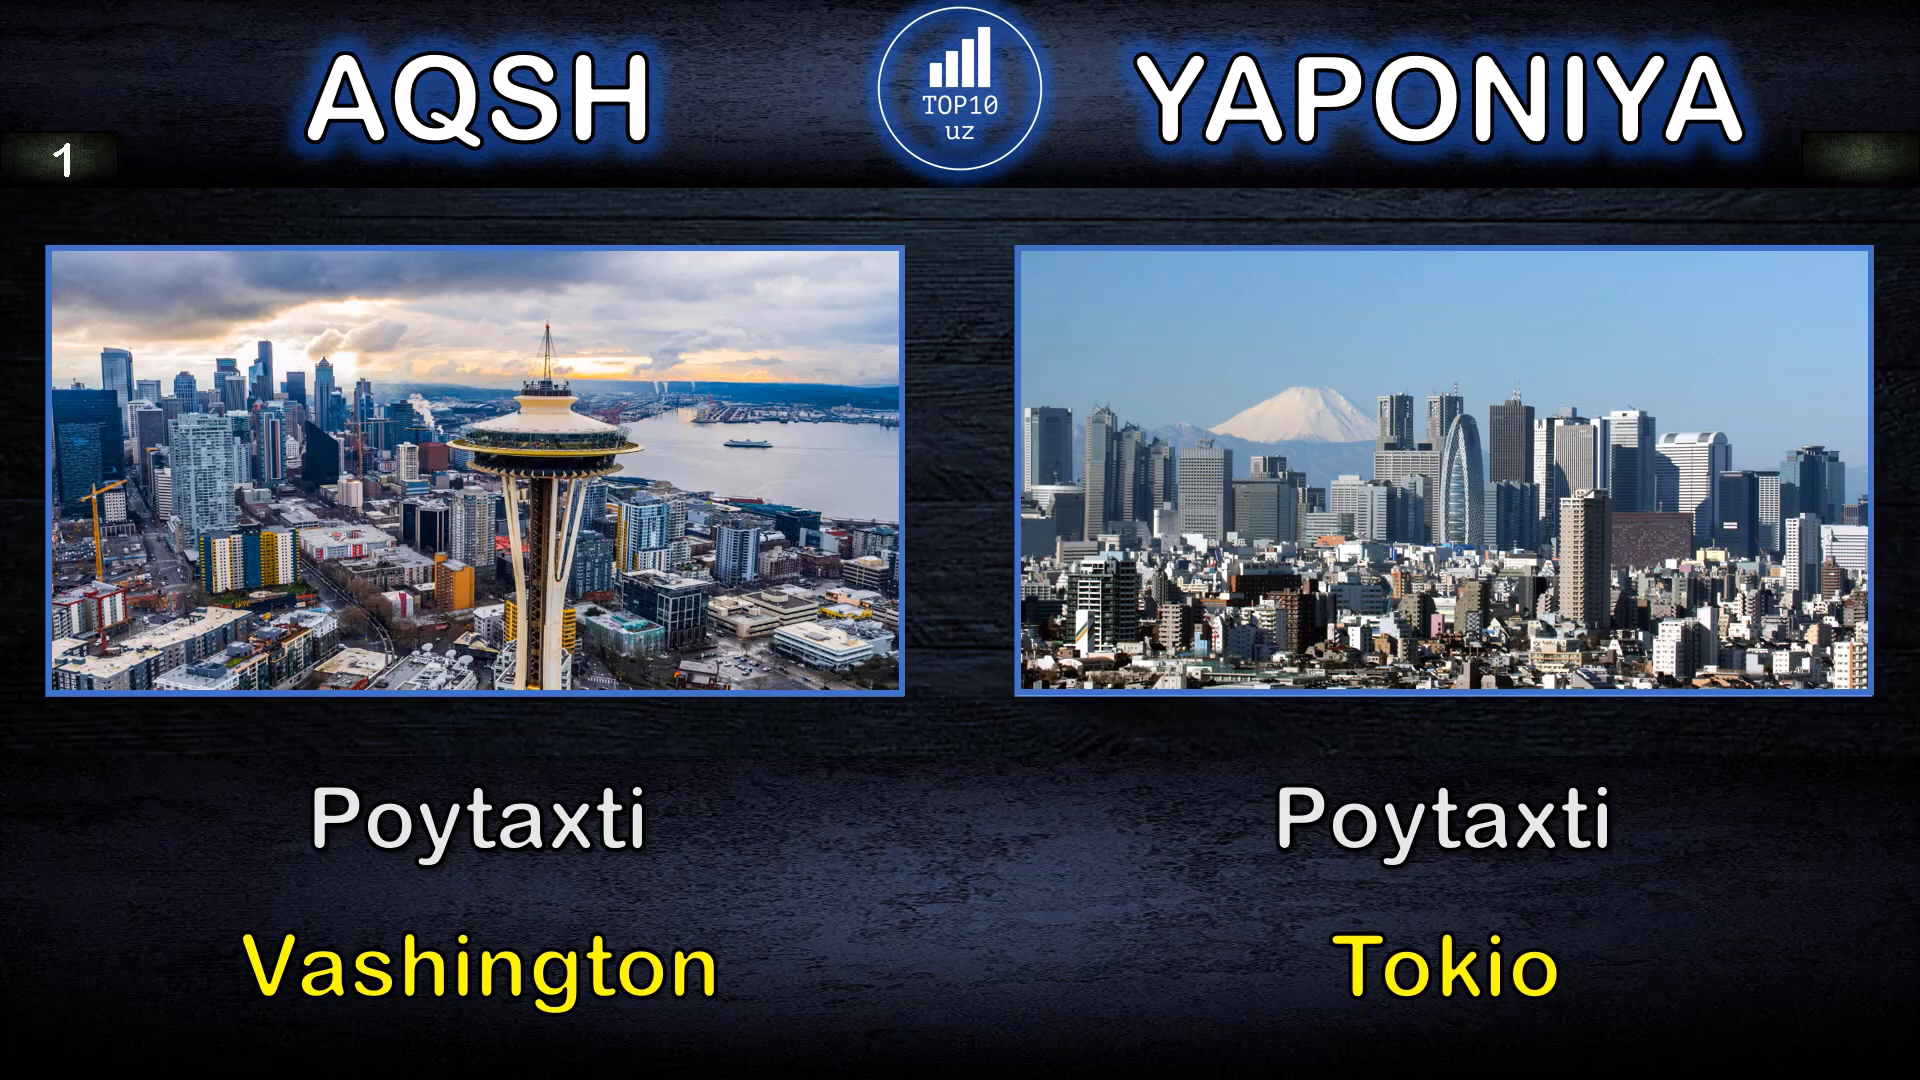 AQSH
TOP10
uz
YAPONIYA
1
Poytaxti
Vashington
Poytaxti
Tokio